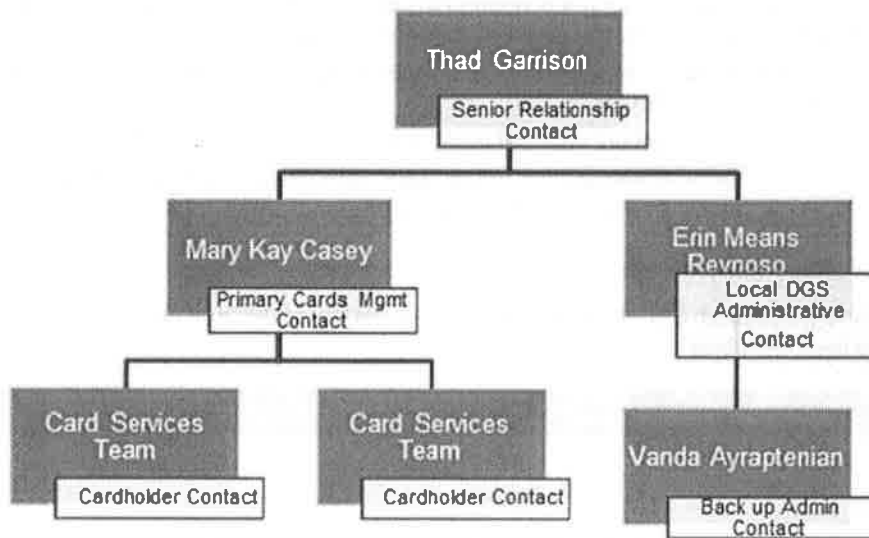 Thad Garrison
Senior Relationship
Contact
Mary Kay Casey
Primary Cards Mgmt
Contact
Erin Means
Reynoso
Local DGS
Administrative
Contact
Card Services
Team
Cardholder Contact
Card Services
Team
Cardholder Contact
Vanda Ayraptenian
Back up Admin
Contact